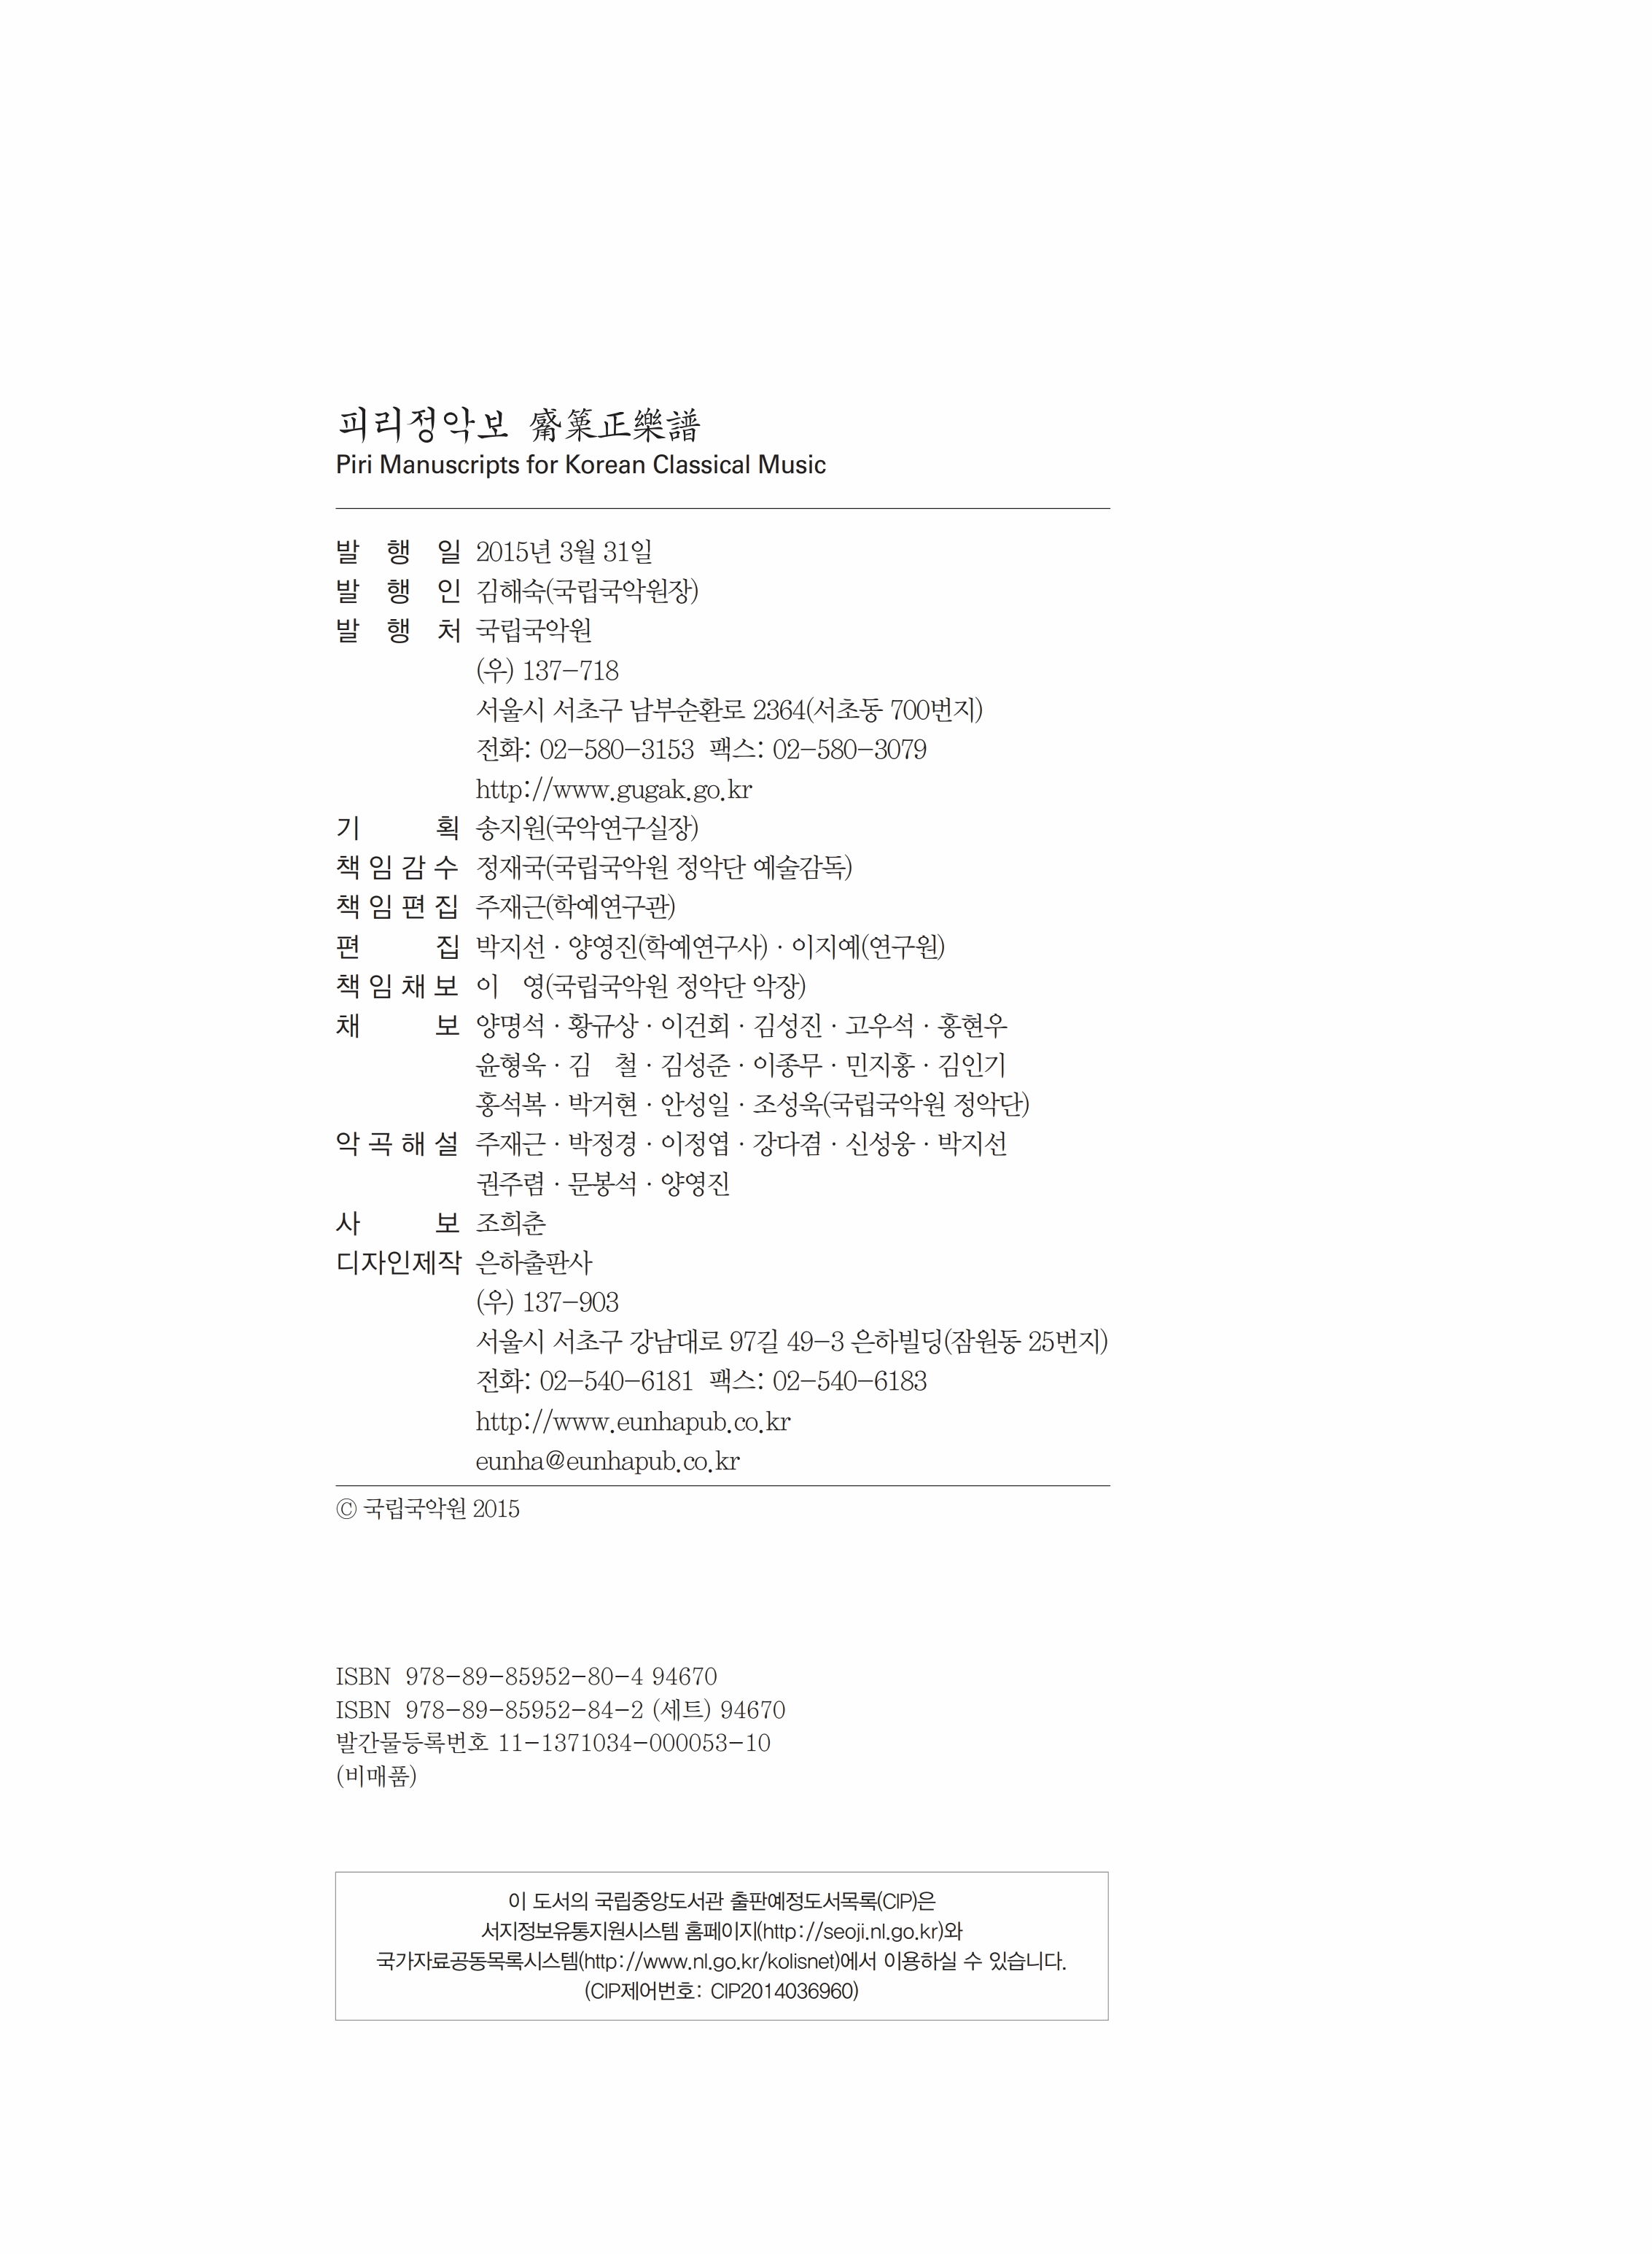 피리정악보 觱篥正樂譜
Piri Manuscripts for Korean Classical Music
발 행 일 2015년 3월 31일
발 행 인 김해숙(국립국악원장)
발 행 처 국립국악원
(우) 137-718
서울시 서초구 남부순환로 2364(서초동 700번지)
전화: 02-580-3153 팩스: 02-580-3079
http://www.gugak.go.kr
기 획 송지원(국악연구실장)
책임감수 정재국(국립국악원 정악단 예술감독)
책임편집 주재근(학예연구관)
편 집 박지선 · 양영진(학예연구사) · 이지예(연구원)
책임채보 이 영(국립국악원 정악단 악장)
채 보 양명석 · 황규상 · 이건회 · 김성진 · 고우석 · 홍현우
윤형욱 · 김 철 · 김성준 · 이종무 · 민지홍 · 김인기
홍석복 · 박거현 · 안성일 · 조성욱(국립국악원 정악단)
악곡해설 주재근 · 박정경 · 이정엽 · 강다겸 · 신성웅 · 박지선
권주렴 · 문봉석 · 양영진
사 보 조희춘
디자인제작 은하출판사
(우) 137-903
서울시 서초구 강남대로 97길 49-3 은하빌딩(잠원동 25번지)
전화: 02-540-6181 팩스: 02-540-6183
http://www.eunhapub.co.kr
eunha@eunhapub.co.kr
ⓒ 국립국악원 2015
ISBN 978-89-85952-80-4 94670
ISBN 978-89-85952-84-2 (세트) 94670
발간물등록번호 11-1371034-000053-10
(비매품)
이 도서의 국립중앙도서관 출판예정도서목록(CIP)은
서지정보유통지원시스템 홈페이지(http://seoji.nl.go.kr)와
국가자료공동목록시스템(http://www.nl.go.kr/kolisnet)에서 이용하실 수 있습니다.
(CIP제어번호: CIP2014036960)